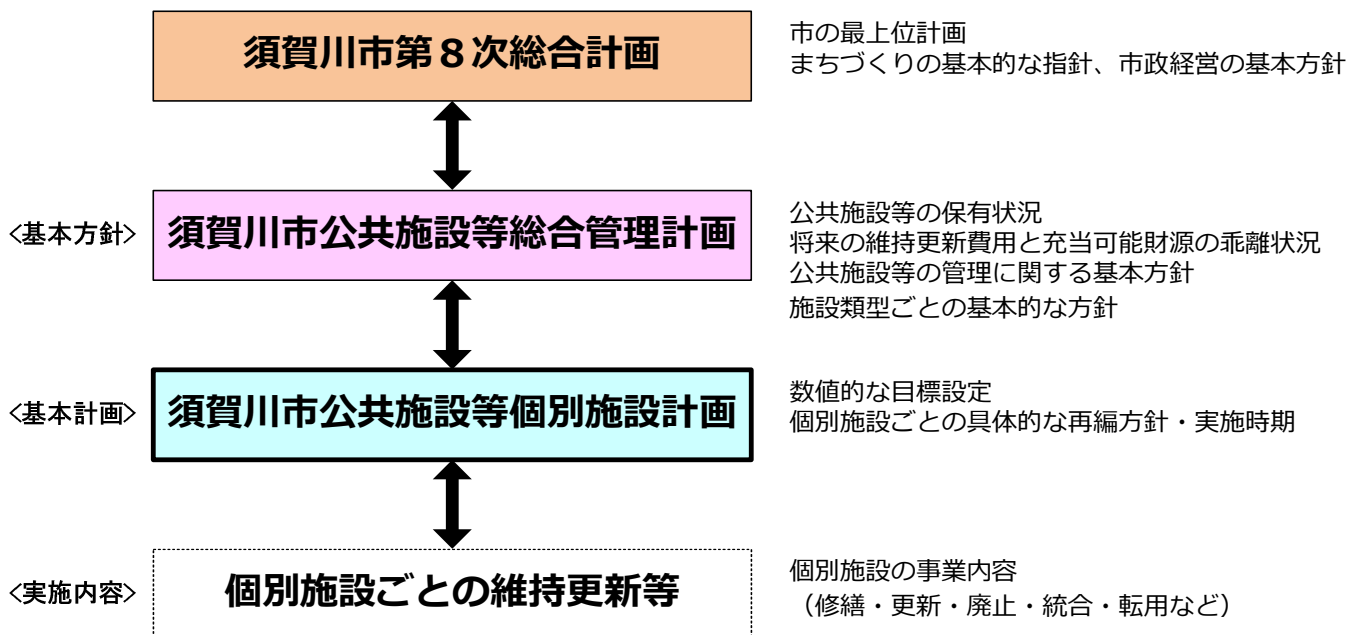 須賀川市第８次総合計画
市の最上位計画
まちづくりの基本的な指針、市政経営の基本方針
<基本方針>
須賀川市公共施設等総合管理計画
公共施設等の保有状況
将来の維持更新費用と充当可能財源の乖離状況
公共施設等の管理に関する基本方針
施設類型ごとの基本的な方針
<基本計画>
須賀川市公共施設等個別施設計画
数値的な目標設定
個別施設ごとの具体的な再編方針・実施時期
<実施内容>
個別施設ごとの維持更新等
個別施設の事業内容
（修繕・更新・廃止・統合・転用など）